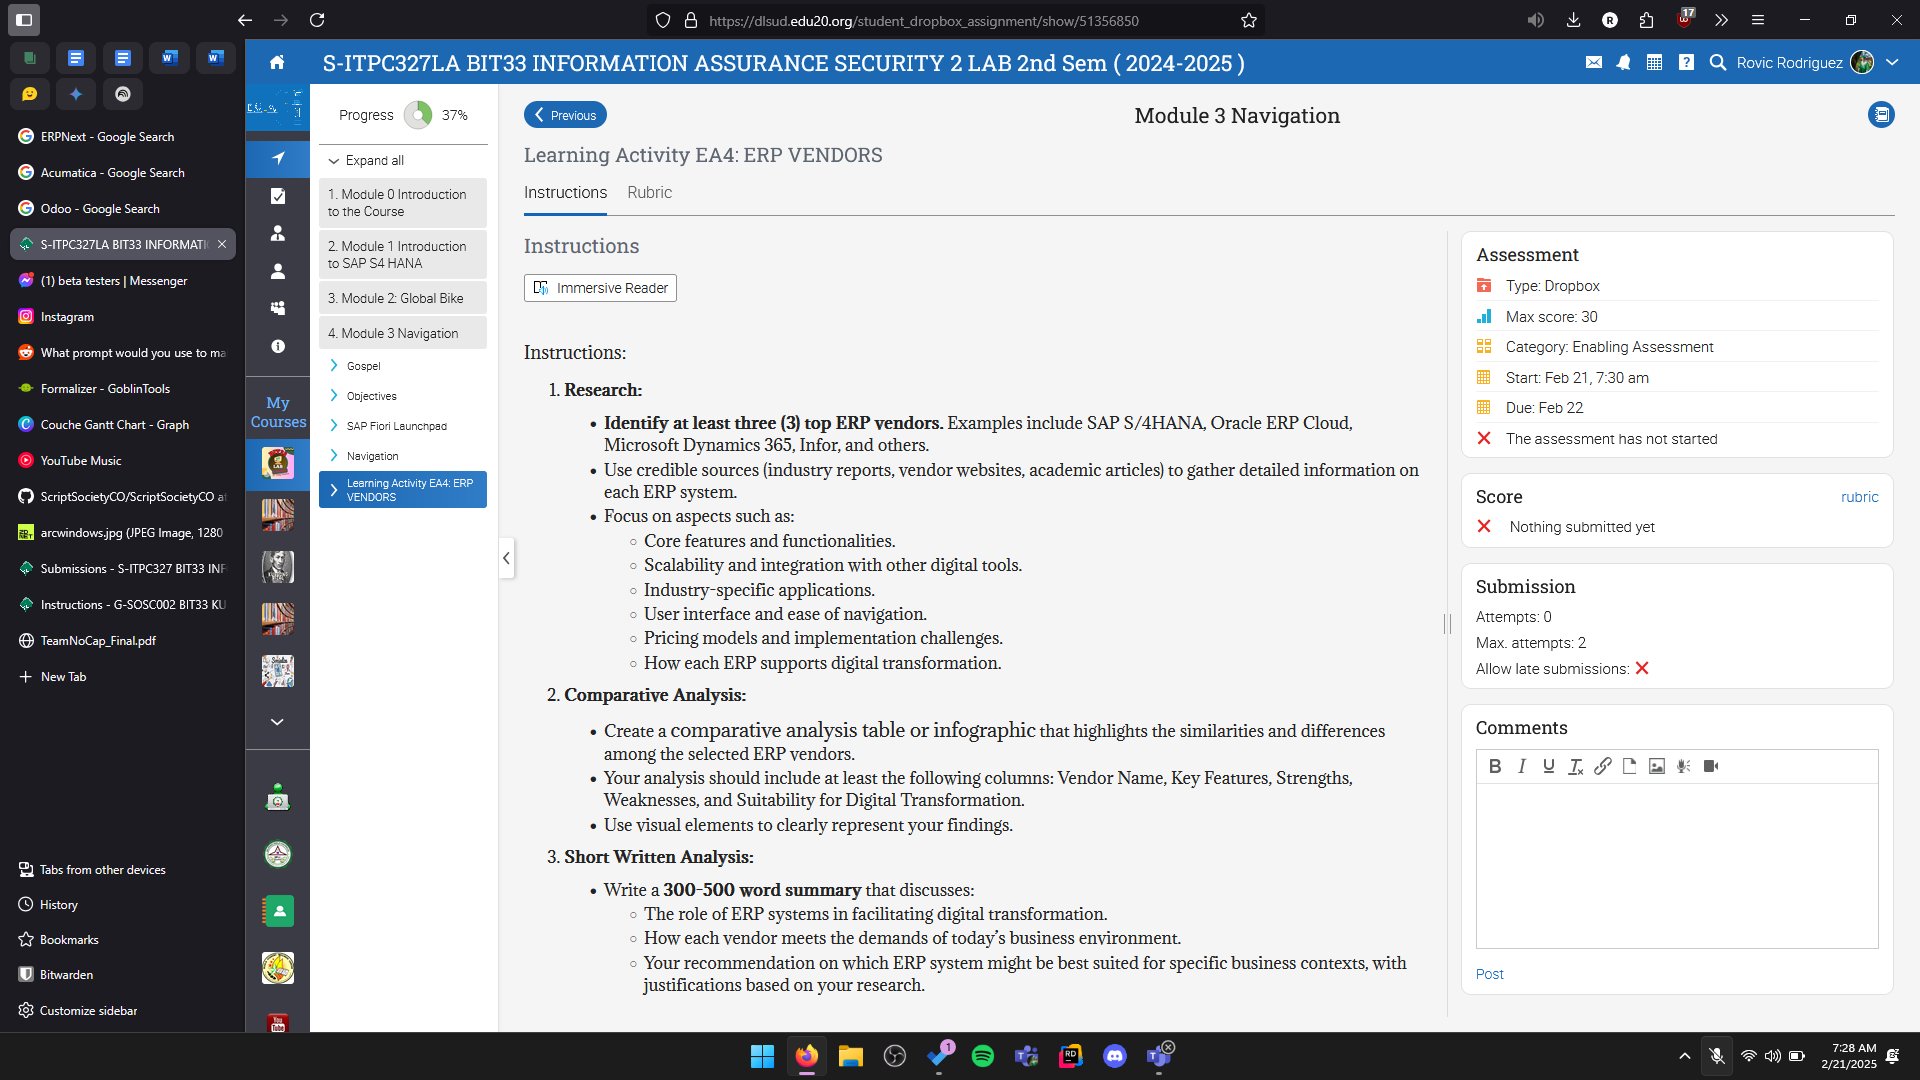 https://dlsud.edu20.org/student_dropbox_assignment/show/51356850
17
ERPNext - Google Search
Acumatica - Google Search
Odoo - Google Search
S-ITPC327LA BIT33 INFORMATI
(1) beta testers | Messenger
Instagram
What prompt would you use to ma
Formalizer - GoblinTools
Couche Gantt Chart - Graph
YouTube Music
ScriptSocietyCO/ScriptSocietyCO a
arcwindows.jpg (JPEG Image, 1280
Submissions - S-ITPC327 BIT33 INF
Instructions - G-SOSC002 BIT33 KU
TeamNoCap_Final.pdf
New Tab
Tabs from other devices
History
Bookmarks
Bitwarden
Customize sidebar
My
Courses
S-ITPC327LA BIT33 INFORMATION ASSURANCE SECURITY 2 LAB 2nd Sem ( 2024-2025 )
Rovic Rodriguez
Progress 37%
Expand all
1. Module 0 Introduction
to the Course
2. Module 1 Introduction
to SAP S4 HANA
3. Module 2: Global Bike
4. Module 3 Navigation
Gospel
Objectives
SAP Fiori Launchpad
Navigation
Learning Activity EA4: ERP
VENDORS
Previous
Module 3 Navigation
Learning Activity EA4: ERP VENDORS
Instructions Rubric
Instructions
Immersive Reader
Instructions:
1. Research:
• Identify at least three (3) top ERP vendors. Examples include SAP S/4HANA, Oracle ERP Cloud,
Microsoft Dynamics 365, Infor, and others.
• Use credible sources (industry reports, vendor websites, academic articles) to gather detailed information on
each ERP system.
• Focus on aspects such as:
○ Core features and functionalities.
○ Scalability and integration with other digital tools.
○ Industry-specific applications.
○ User interface and ease of navigation.
○ Pricing models and implementation challenges.
○ How each ERP supports digital transformation.
2. Comparative Analysis:
• Create a comparative analysis table or infographic that highlights the similarities and differences
among the selected ERP vendors.
• Your analysis should include at least the following columns: Vendor Name, Key Features, Strengths,
Weaknesses, and Suitability for Digital Transformation.
• Use visual elements to clearly represent your findings.
3. Short Written Analysis:
• Write a 300-500 word summary that discusses:
○ The role of ERP systems in facilitating digital transformation.
○ How each vendor meets the demands of today's business environment.
○ Your recommendation on which ERP system might be best suited for specific business contexts, with
justifications based on your research.
Assessment
Type: Dropbox
Max score: 30
Category: Enabling Assessment
Start: Feb 21, 7:30 am
Due: Feb 22
The assessment has not started
Score rubric
Nothing submitted yet
Submission
Attempts: 0
Max. attempts: 2
Allow late submissions:
Comments
B I U
Post
You
Tube
1
RD
7:28 AM
2/21/2025